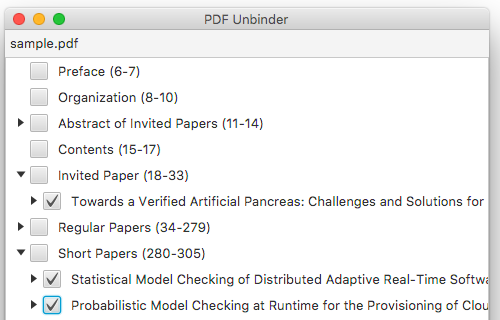 PDF Unbinder
sample.pdf
Preface (6-7)
Organization (8-10)
Abstract of Invited Papers (11-14)
Contents (15-17)
Invited Paper (18-33)
Towards a Verified Artificial Pancreas: Challenges and Solutions for
Regular Papers (34-279)
Short Papers (280-305)
Statistical Model Checking of Distributed Adaptive Real-Time Softwa
Probabilistic Model Checking at Runtime for the Provisioning of Clou